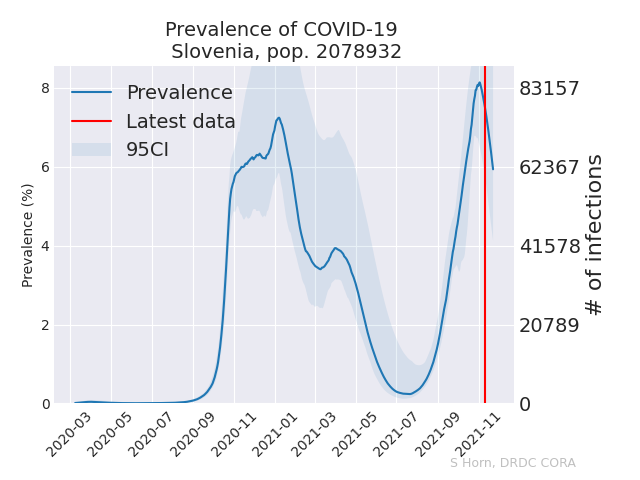 Prevalence of COVID-19
Slovenia, pop. 2078932
Prevalence
Latest data
95CI
Prevalence (%)
8
6
4
2
0
83157
62367
41578
20789
0
# of infections
2020-03
2020-05
2020-07
2020-09
2020-11
2021-01
2021-03
2021-05
2021-07
2021-09
2021-11
S Horn, DRDC CORA